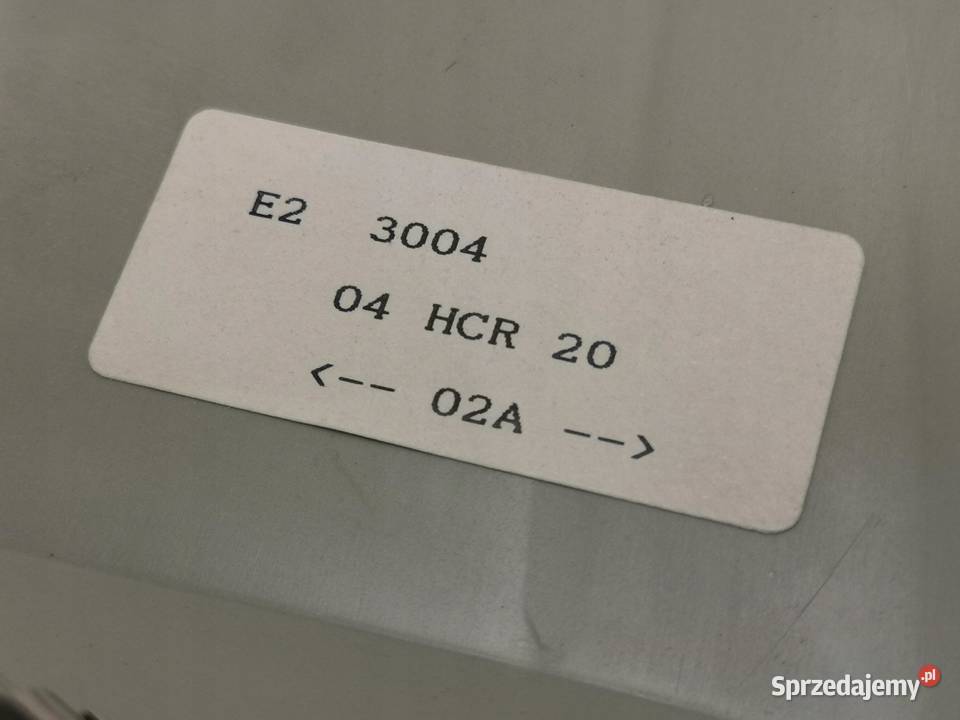 E2 3004
04 HCR 20
<-- 02A -->
Sprzedajemy.pl